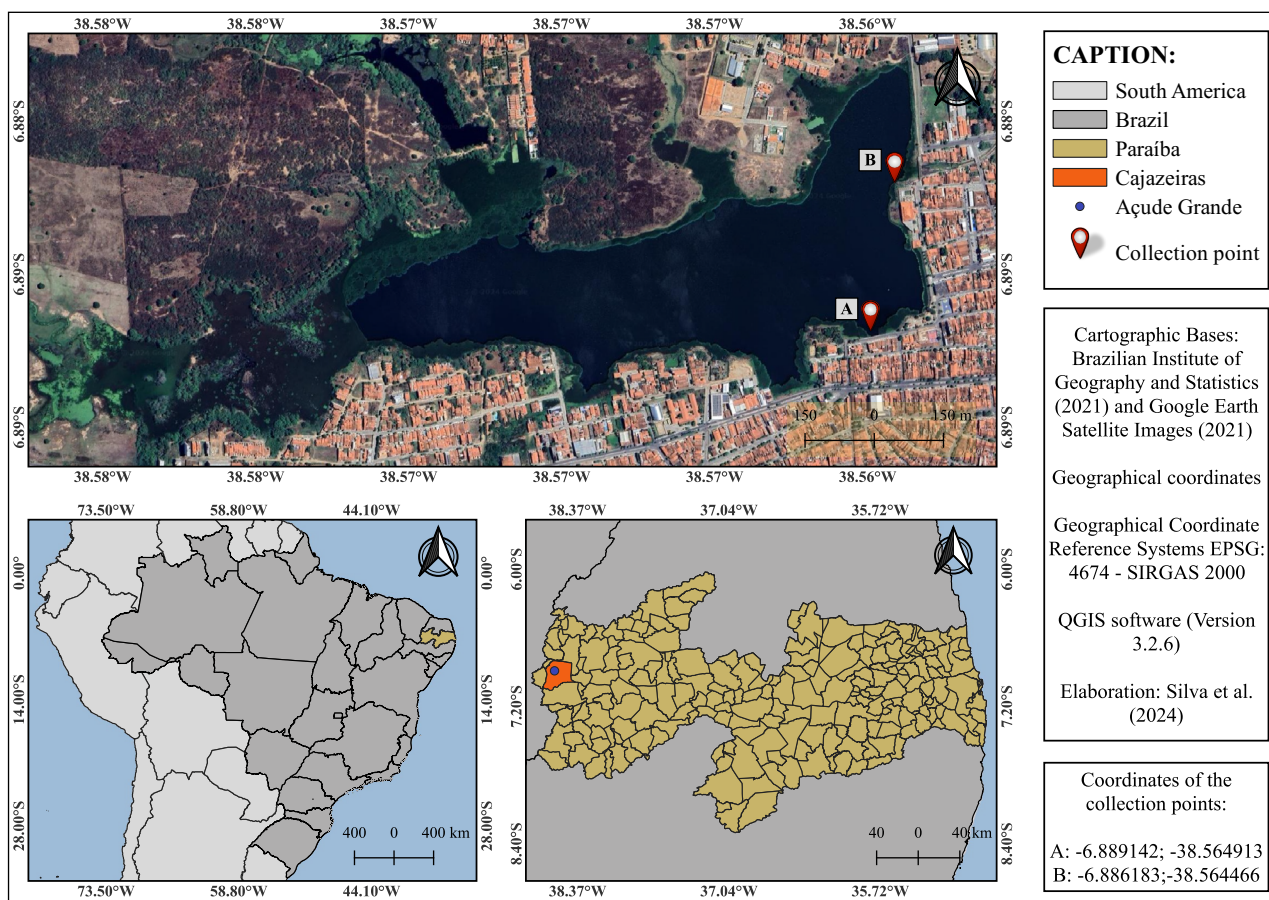 38.58°W 38.58°W 38.57°W 38.57°W 38.56°W
6.88°S 6.88°S
6.89°S 6.89°S
6.89°S 6.89°S
B
A
150 0 150 m
38.58°W 38.58°W 38.57°W 38.57°W 38.56°W
73.50°W 58.80°W 44.10°W
0.00° 0.00°
14.00°S 14.00°S
28.00°S 28.00°S
400 0 400 km
73.50°W 58.80°W 44.10°W
38.37°W 37.04°W 35.72°W
6.00°S 6.00°S
7.20°S 7.20°S
8.40°S 8.40°S
40 0 40 km
38.37°W 37.04°W 35.72°W
CAPTION:
South America
Brazil
Paraíba
Cajazeiras
Açude Grande
Collection point
Cartographic Bases:
Brazilian Institute of
Geography and Statistics
(2021) and Google Earth
Satellite Images (2021)
Geographical coordinates
Geographical Coordinate
Reference Systems EPSG:
4674 - SIRGAS 2000
QGIS software (Version
3.2.6)
Elaboration: Silva et al.
(2024)
Coordinates of the
collection points:
A: -6.889142; -38.564913
B: -6.886183;-38.564466